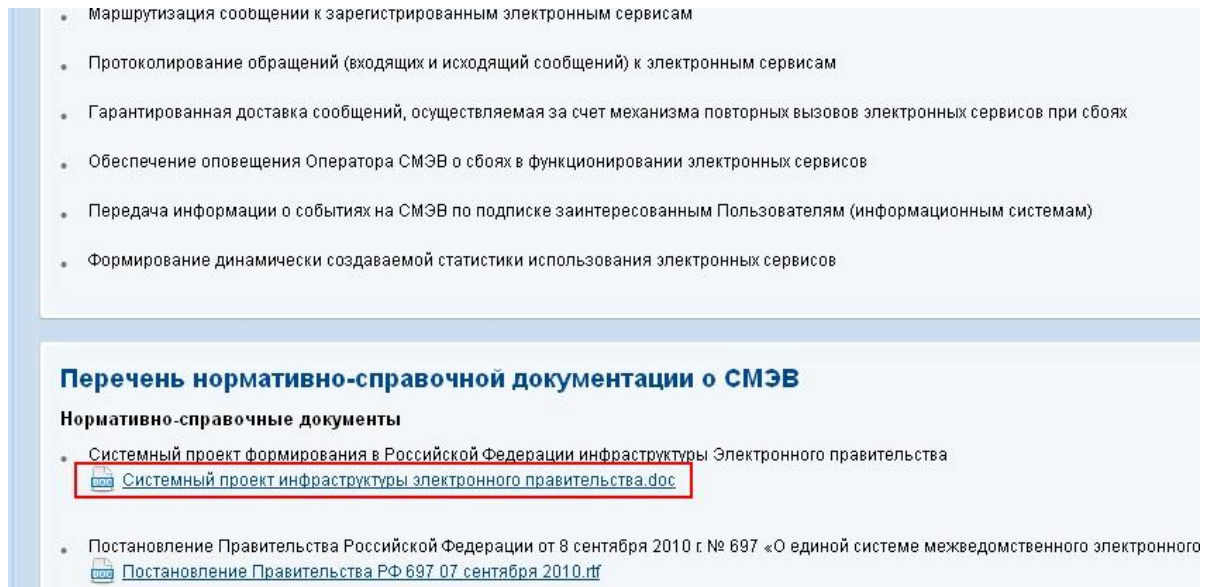 Маршрутизация сообщений к зарегистрированным электронным сервисам
Протоколирование обращений (входящих и исходящий сообщений) к электронным сервисам
Гарантированная доставка сообщений, осуществляемая за счет механизма повторных вызовов электронных сервисов при сбоях
Обеспечение оповещения Оператора СМЭВ о сбоях в функционировании электронных сервисов
Передача информации о событиях на СМЭВ по подписке заинтересованным Пользователям (информационным системам)
Формирование динамически создаваемой статистики использования электронных сервисов
Перечень нормативно-справочной документации о СМЭВ
Нормативно-справочные документы
Системный проект формирования в Российской Федерации инфраструктуры Электронного правительства
Системный проект инфраструктуры электронного правительства.doc
Постановление Правительства Российской Федерации от 8 сентября 2010 г. № 697 «О единой системе межведомственного электронного
Постановление Правительства РФ 697 07 сентября 2010.rtf